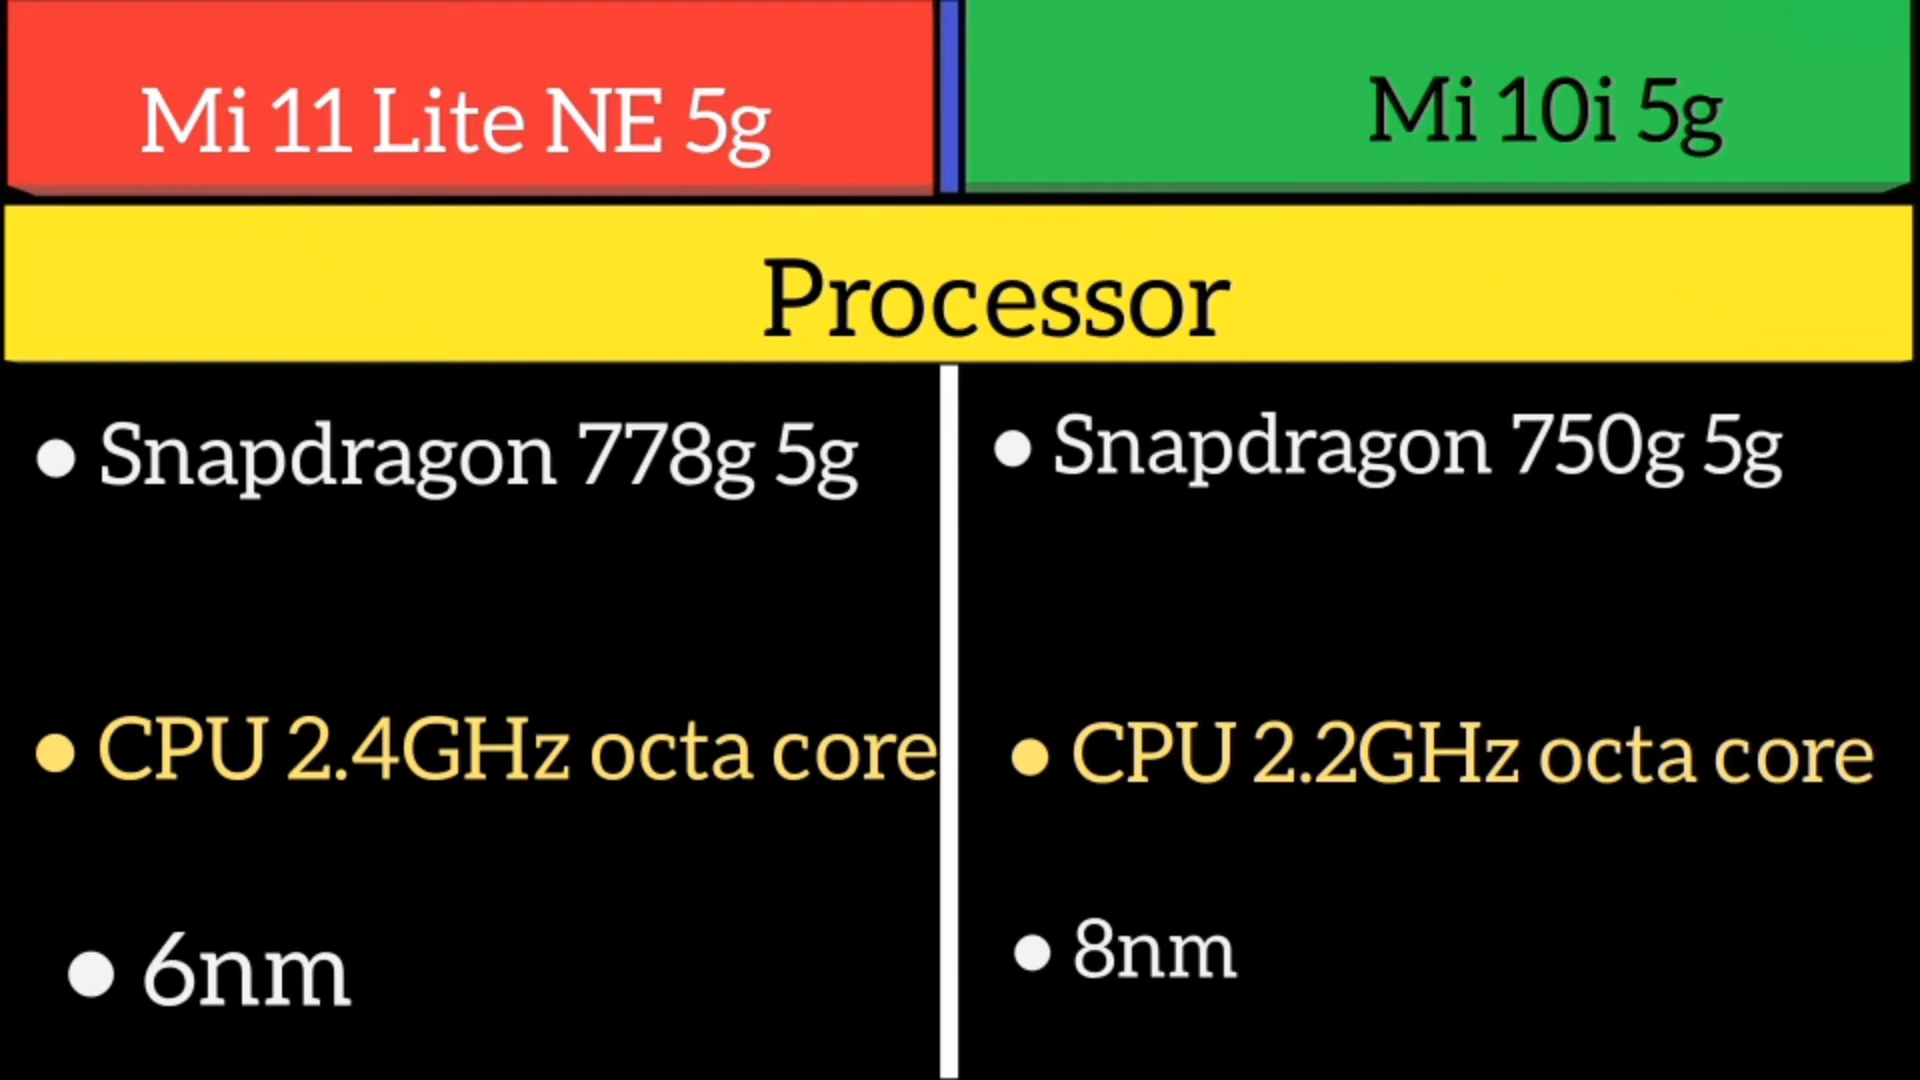 Mi 11 Lite NE 5g
Mi 10i 5g
Processor
Snapdragon 778g 5g
Snapdragon 750g 5g
CPU 2.4GHz octa core
CPU 2.2GHz octa core
6nm
8nm